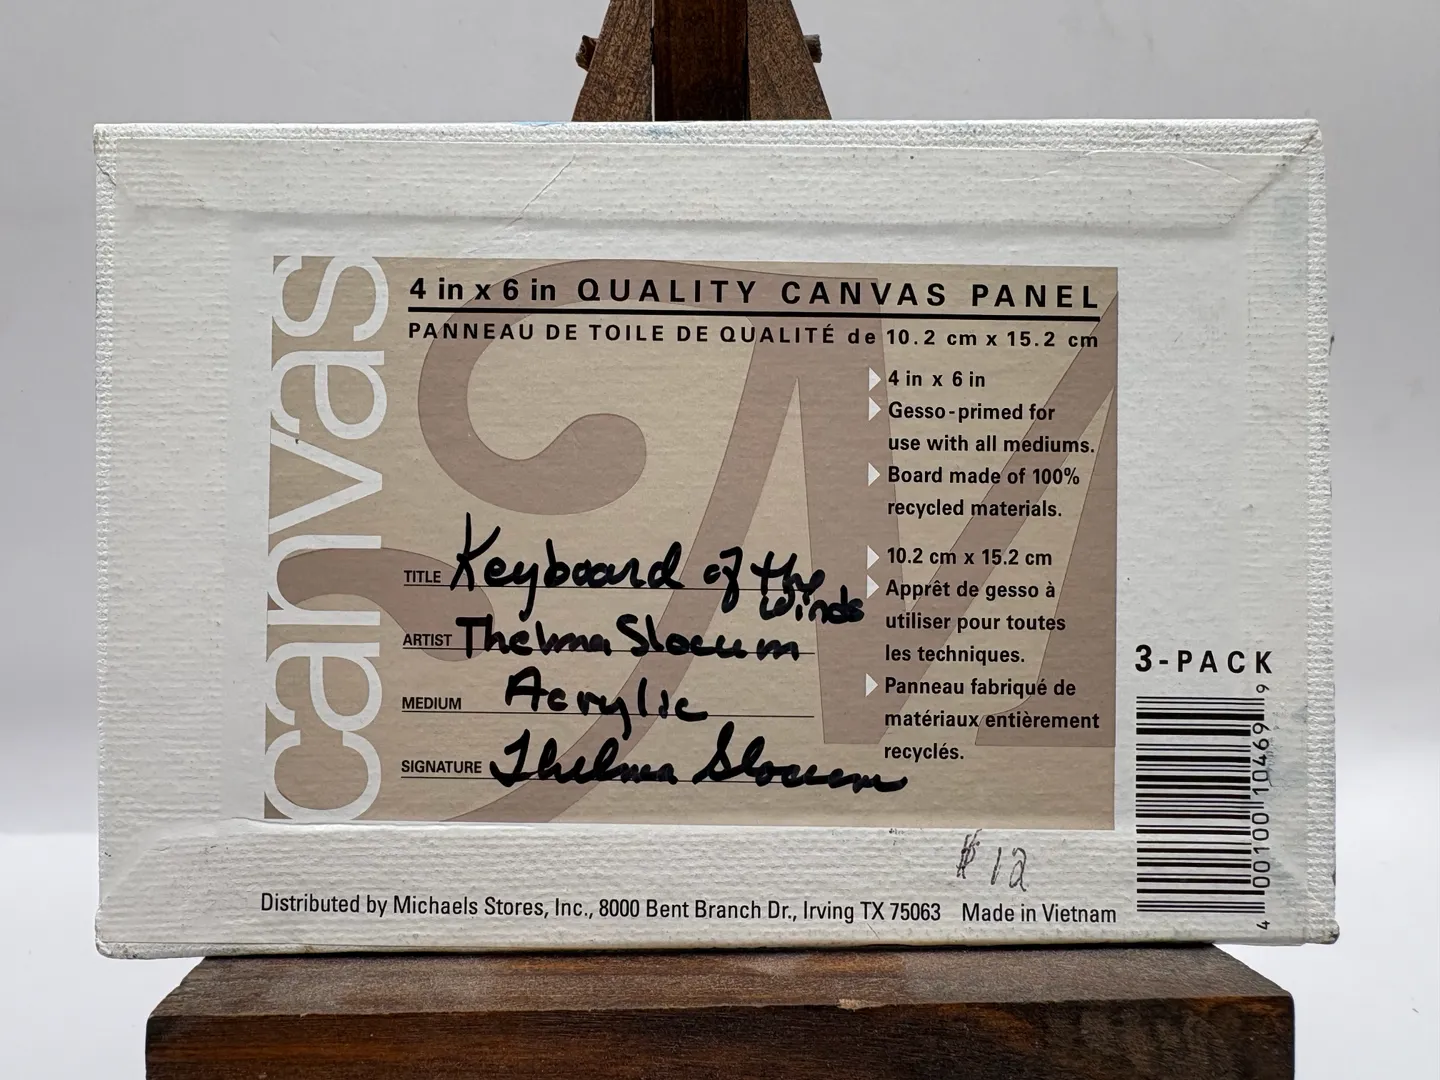 canvas
4 in x 6 in QUALITY CANVAS PANEL
PANNEAU DE TOILE DE QUALITÉ de 10.2 cm x 15.2 cm
4 in x 6 in
Gesso-primed for
use with all mediums.
Board made of 100%
recycled materials.
10.2 cm x 15.2 cm
Apprêt de gesso à
utiliser pour toutes
les techniques.
Panneau fabriqué de
matériaux entièrement
recyclés.
TITLE Keyboard of the
winds
ARTIST Thelma Slocum
MEDIUM Acrylic
SIGNATURE Thelma Slocum
3-PACK
4 00100 10469 9
$12
Distributed by Michaels Stores, Inc., 8000 Bent Branch Dr., Irving TX 75063 Made in Vietnam